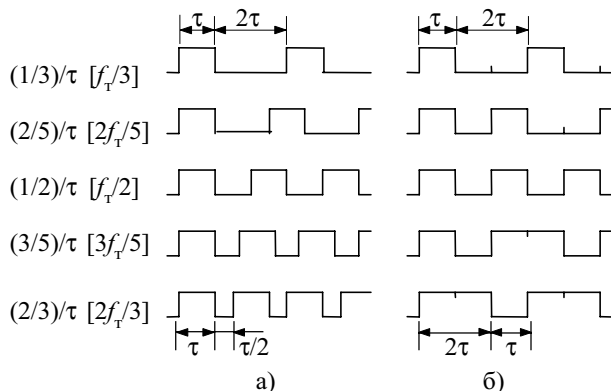 τ 2τ τ 2τ
(1/3)/τ [fт/3]
(2/5)/τ [2fт/5]
(1/2)/τ [fт/2]
(3/5)/τ [3fт/5]
(2/3)/τ [2fт/3]
τ τ/2 2τ τ
а) б)